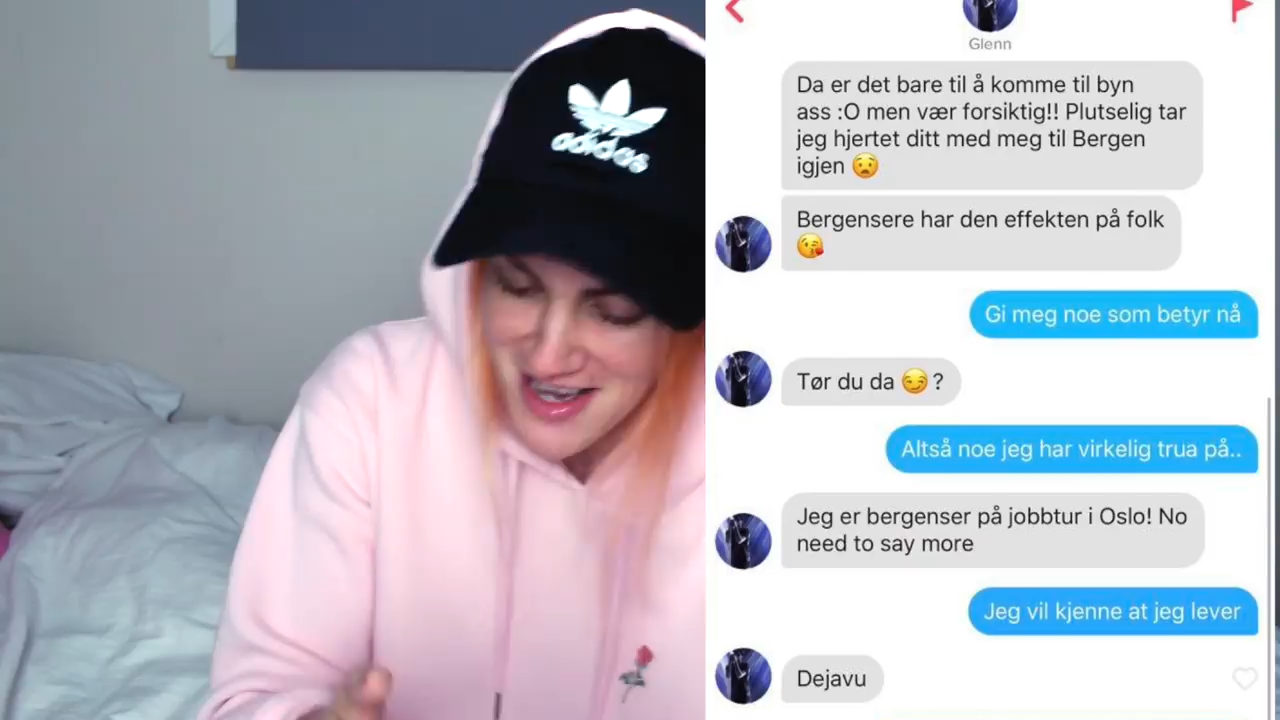 adidas
Glenn
Da er det bare til å komme til byn
ass :O men vær forsiktig!! Plutselig tar
jeg hjertet ditt med meg til Bergen
igjen 😧
Bergensere har den effekten på folk
😘
Gi meg noe som betyr nå
Tør du da 😏 ?
Altså noe jeg har virkelig trua på..
Jeg er bergenser på jobbtur i Oslo! No
need to say more
Jeg vil kjenne at jeg lever
Dejavu